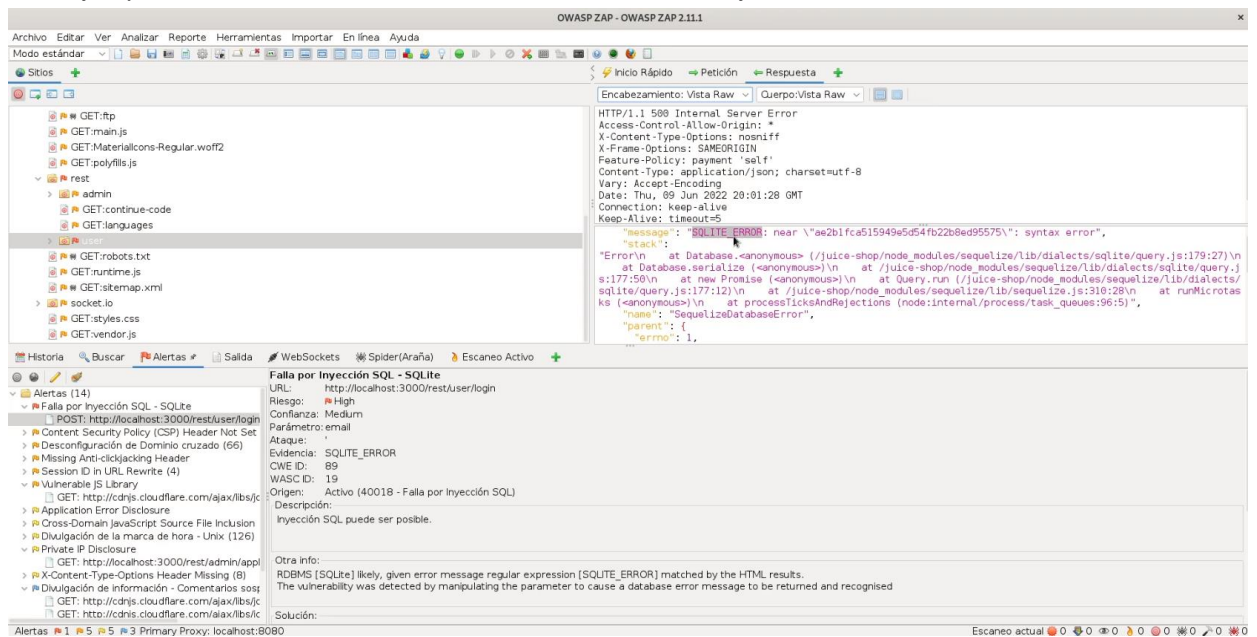 OWASP ZAP - OWASP ZAP 2.11.1
Archivo Editar Ver Analizar Reporte Herramientas Importar En línea Ayuda
Modo estándar
Sitios
Inicio Rápido Petición Respuesta
Encabezamiento: Vista Raw Cuerpo:Vista Raw
GET:ftp
GET:main.js
GET:MaterialIcons-Regular.woff2
GET:polyfills.js
rest
admin
GET:continue-code
GET:languages
user
GET:robots.txt
GET:runtime.js
GET:sitemap.xml
socket.io
GET:styles.css
GET:vendor.js
HTTP/1.1 500 Internal Server Error
Access-Control-Allow-Origin: *
X-Content-Type-Options: nosniff
X-Frame-Options: SAMEORIGIN
Feature-Policy: payment 'self'
Content-Type: application/json; charset=utf-8
Vary: Accept-Encoding
Date: Thu, 09 Jun 2022 20:01:28 GMT
Connection: keep-alive
Keep-Alive: timeout=5
"message": "SQLITE_ERROR: near \"ae2b1fca515949e5d54fb22b8ed95575\": syntax error",
"stack":
"Error\n    at Database.<anonymous> (/juice-shop/node_modules/sequelize/lib/dialects/sqlite/query.js:179:27)\n
at Database.serialize (<anonymous>)\n    at /juice-shop/node_modules/sequelize/lib/dialects/sqlite/query.j
s:177:50\n    at new Promise (<anonymous>)\n    at Query.run (/juice-shop/node_modules/sequelize/lib/dialects/
sqlite/query.js:177:12)\n    at /juice-shop/node_modules/sequelize/lib/sequelize.js:310:28\n    at runMicrotas
ks (<anonymous>)\n    at processTicksAndRejections (node:internal/process/task_queues:96:5)",
"name": "SequelizeDatabaseError",
"parent": {
"errno": 1,
Historia Buscar Alertas Salida WebSockets Spider(Araña) Escaneo Activo
Alertas (14)
Falla por Inyección SQL - SQLite
POST: http://localhost:3000/rest/user/login
Content Security Policy (CSP) Header Not Set
Desconfiguración de Dominio cruzado (66)
Missing Anti-clickjacking Header
Session ID in URL Rewrite (4)
Vulnerable JS Library
GET: http://cdnjs.cloudflare.com/ajax/libs/jc
Application Error Disclosure
Cross-Domain JavaScript Source File Inclusion
Divulgación de la marca de hora - Unix (126)
Private IP Disclosure
GET: http://localhost:3000/rest/admin/appl
X-Content-Type-Options Header Missing (8)
Divulgación de información - Comentarios sosp
GET: http://cdnjs.cloudflare.com/ajax/libs/jc
GET: http://cdnjs.cloudflare.com/ajax/libs/jc
Falla por Inyección SQL - SQLite
URL: http://localhost:3000/rest/user/login
Riesgo: High
Confianza: Medium
Parámetro: email
Ataque: '
Evidencia: SQLITE_ERROR
CWE ID: 89
WASC ID: 19
Origen: Activo (40018 - Falla por Inyección SQL)
Descripción:
Inyección SQL puede ser posible.
Otra info:
RDBMS [SQLite] likely, given error message regular expression [SQLITE_ERROR] matched by the HTML results.
The vulnerability was detected by manipulating the parameter to cause a database error message to be returned and recognised
Solución:
Alertas 1 5 5 3 Primary Proxy: localhost:8080
Escaneo actual 0 0 0 0 0 0 0 0